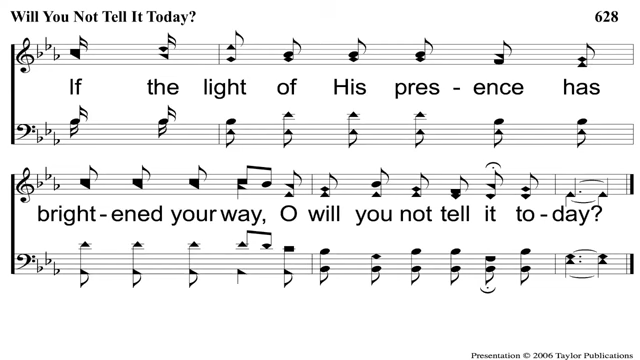 Will You Not Tell It Today? 628
If the light of His pres - ence has
bright-ened your way, O will you not tell it to-day?
Presentation © 2006 Taylor Publications